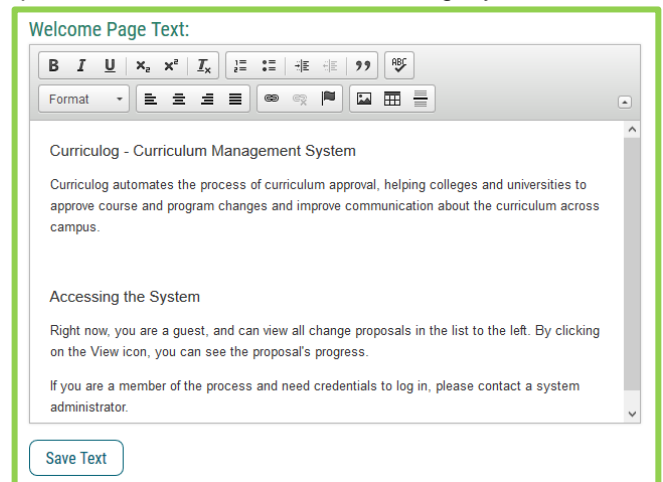 Welcome Page Text:
B I U x₂ x² Tx ABC
Format
Curriculog - Curriculum Management System
Curriculog automates the process of curriculum approval, helping colleges and universities to
approve course and program changes and improve communication about the curriculum across
campus.
Accessing the System
Right now, you are a guest, and can view all change proposals in the list to the left. By clicking
on the View icon, you can see the proposal's progress.
If you are a member of the process and need credentials to log in, please contact a system
administrator.
Save Text